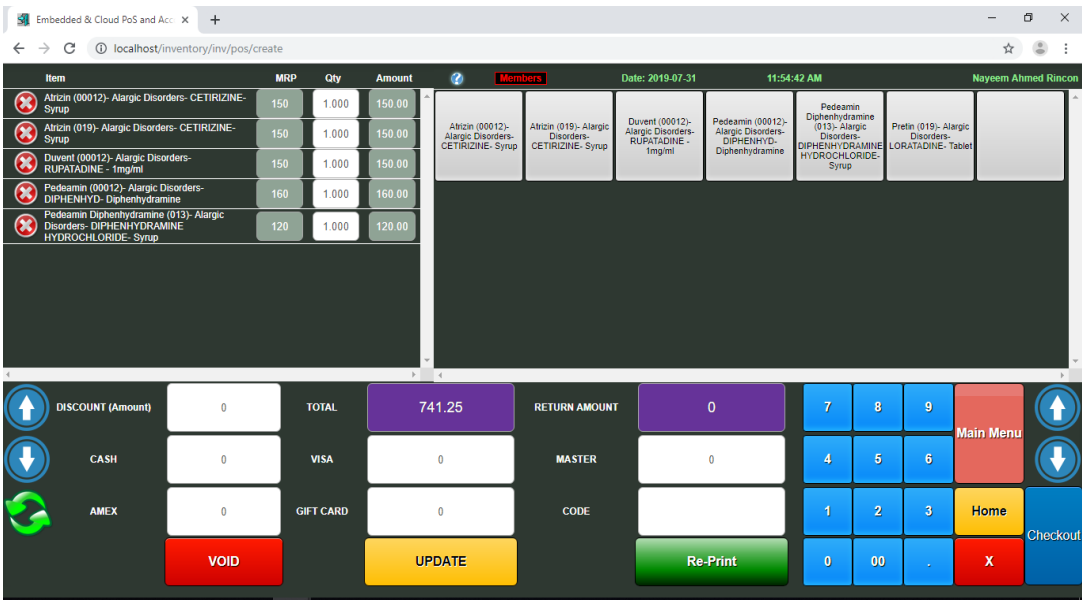 Embedded & Cloud PoS and Acc
localhost/inventory/inv/pos/create
Item MRP Qty Amount
Members Date: 2019-07-31 11:54:42 AM Nayeem Ahmed Rincon
Atrizin (00012)- Alargic Disorders- CETIRIZINE-
Syrup
150 1.000 150.00
Atrizin (019)- Alargic Disorders- CETIRIZINE-
Syrup
150 1.000 150.00
Duvent (00012)- Alargic Disorders-
RUPATADINE - 1mg/ml
150 1.000 150.00
Pedeamin (00012)- Alargic Disorders-
DIPHENHYD- Diphenhydramine
160 1.000 160.00
Pedeamin Diphenhydramine (013)- Alargic
Disorders- DIPHENHYDRAMINE
HYDROCHLORIDE- Syrup
120 1.000 120.00
Atrizin (00012)-
Alargic Disorders-
CETIRIZINE- Syrup
Atrizin (019)- Alargic
Disorders-
CETIRIZINE- Syrup
Duvent (00012)-
Alargic Disorders-
RUPATADINE -
1mg/ml
Pedeamin (00012)-
Alargic Disorders-
DIPHENHYD-
Diphenhydramine
Pedeamin
Diphenhydramine
(013)- Alargic
Disorders-
DIPHENHYDRAMINE
HYDROCHLORIDE-
Syrup
Pretin (019)- Alargic
Disorders-
LORATADINE- Tablet
DISCOUNT (Amount) 0 TOTAL 741.25 RETURN AMOUNT 0 7 8 9
Main Menu
CASH 0 VISA 0 MASTER 0 4 5 6
AMEX 0 GIFT CARD 0 CODE 1 2 3 Home
Checkout
VOID UPDATE Re-Print 0 00 . X